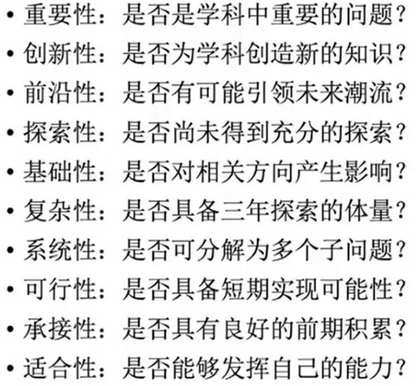 • 重要性：是否是学科中重要的问题？
• 创新性：是否为学科创造新的知识？
• 前沿性：是否有可能引领未来潮流？
• 探索性：是否尚未得到充分的探索？
• 基础性：是否对相关方向产生影响？
• 复杂性：是否具备三年探索的体量？
• 系统性：是否可分解为多个子问题？
• 可行性：是否具备短期实现可能性？
• 承接性：是否具有良好的前期积累？
• 适合性：是否能够发挥自己的能力？